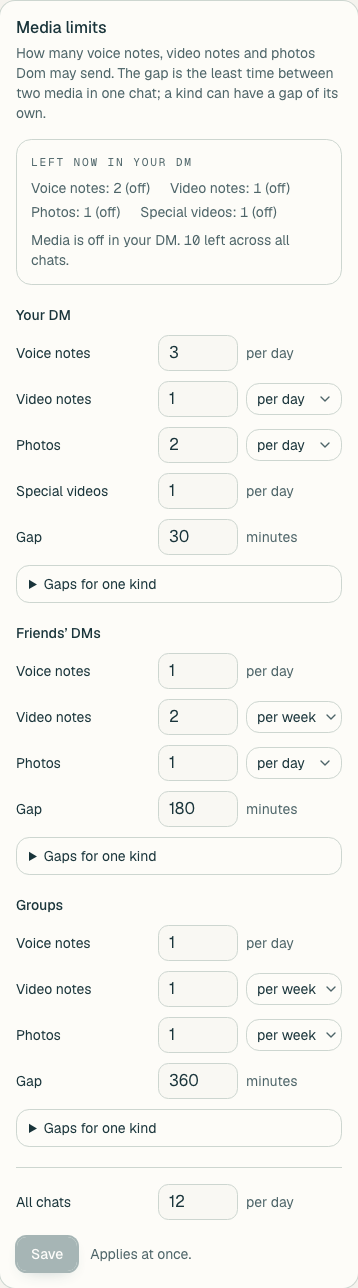 Media limits
How many voice notes, video notes and photos
Dom may send. The gap is the least time between
two media in one chat; a kind can have a gap of its
own.
LEFT NOW IN YOUR DM
Voice notes: 2 (off) Video notes: 1 (off)
Photos: 1 (off) Special videos: 1 (off)
Media is off in your DM. 10 left across all
chats.
Your DM
Voice notes 3 per day
Video notes 1 per day
Photos 2 per day
Special videos 1 per day
Gap 30 minutes
Gaps for one kind
Friends’ DMs
Voice notes 1 per day
Video notes 2 per week
Photos 1 per day
Gap 180 minutes
Gaps for one kind
Groups
Voice notes 1 per day
Video notes 1 per week
Photos 1 per week
Gap 360 minutes
Gaps for one kind
All chats 12 per day
Save Applies at once.